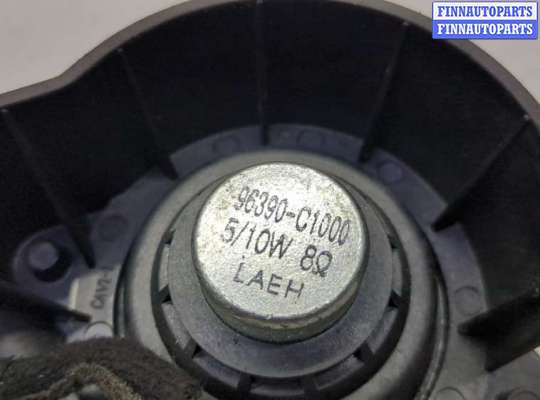 FINNAUTOPARTS
FINNAUTOPARTS
96390-C1000
5/10W 8Ω
LAEH